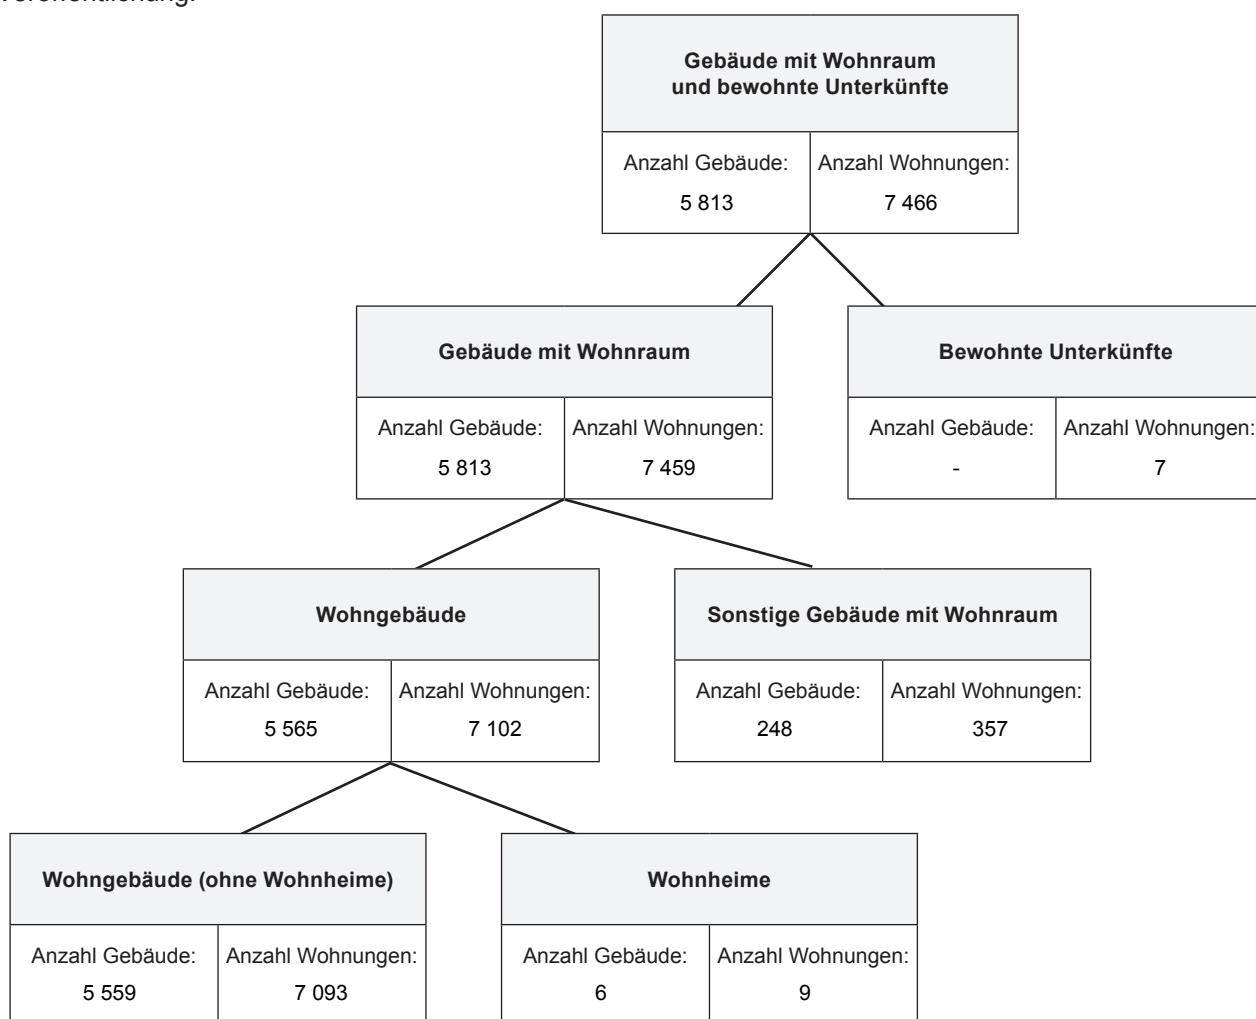 Veröffentlichung.
Gebäude mit Wohnraum
und bewohnte Unterkünfte
Anzahl Gebäude: Anzahl Wohnungen:
5 813 7 466
Gebäude mit Wohnraum Bewohnte Unterkünfte
Anzahl Gebäude: Anzahl Wohnungen: Anzahl Gebäude: Anzahl Wohnungen:
5 813 7 459 - 7
Wohngebäude Sonstige Gebäude mit Wohnraum
Anzahl Gebäude: Anzahl Wohnungen: Anzahl Gebäude: Anzahl Wohnungen:
5 565 7 102 248 357
Wohngebäude (ohne Wohnheime) Wohnheime
Anzahl Gebäude: Anzahl Wohnungen: Anzahl Gebäude: Anzahl Wohnungen:
5 559 7 093 6 9